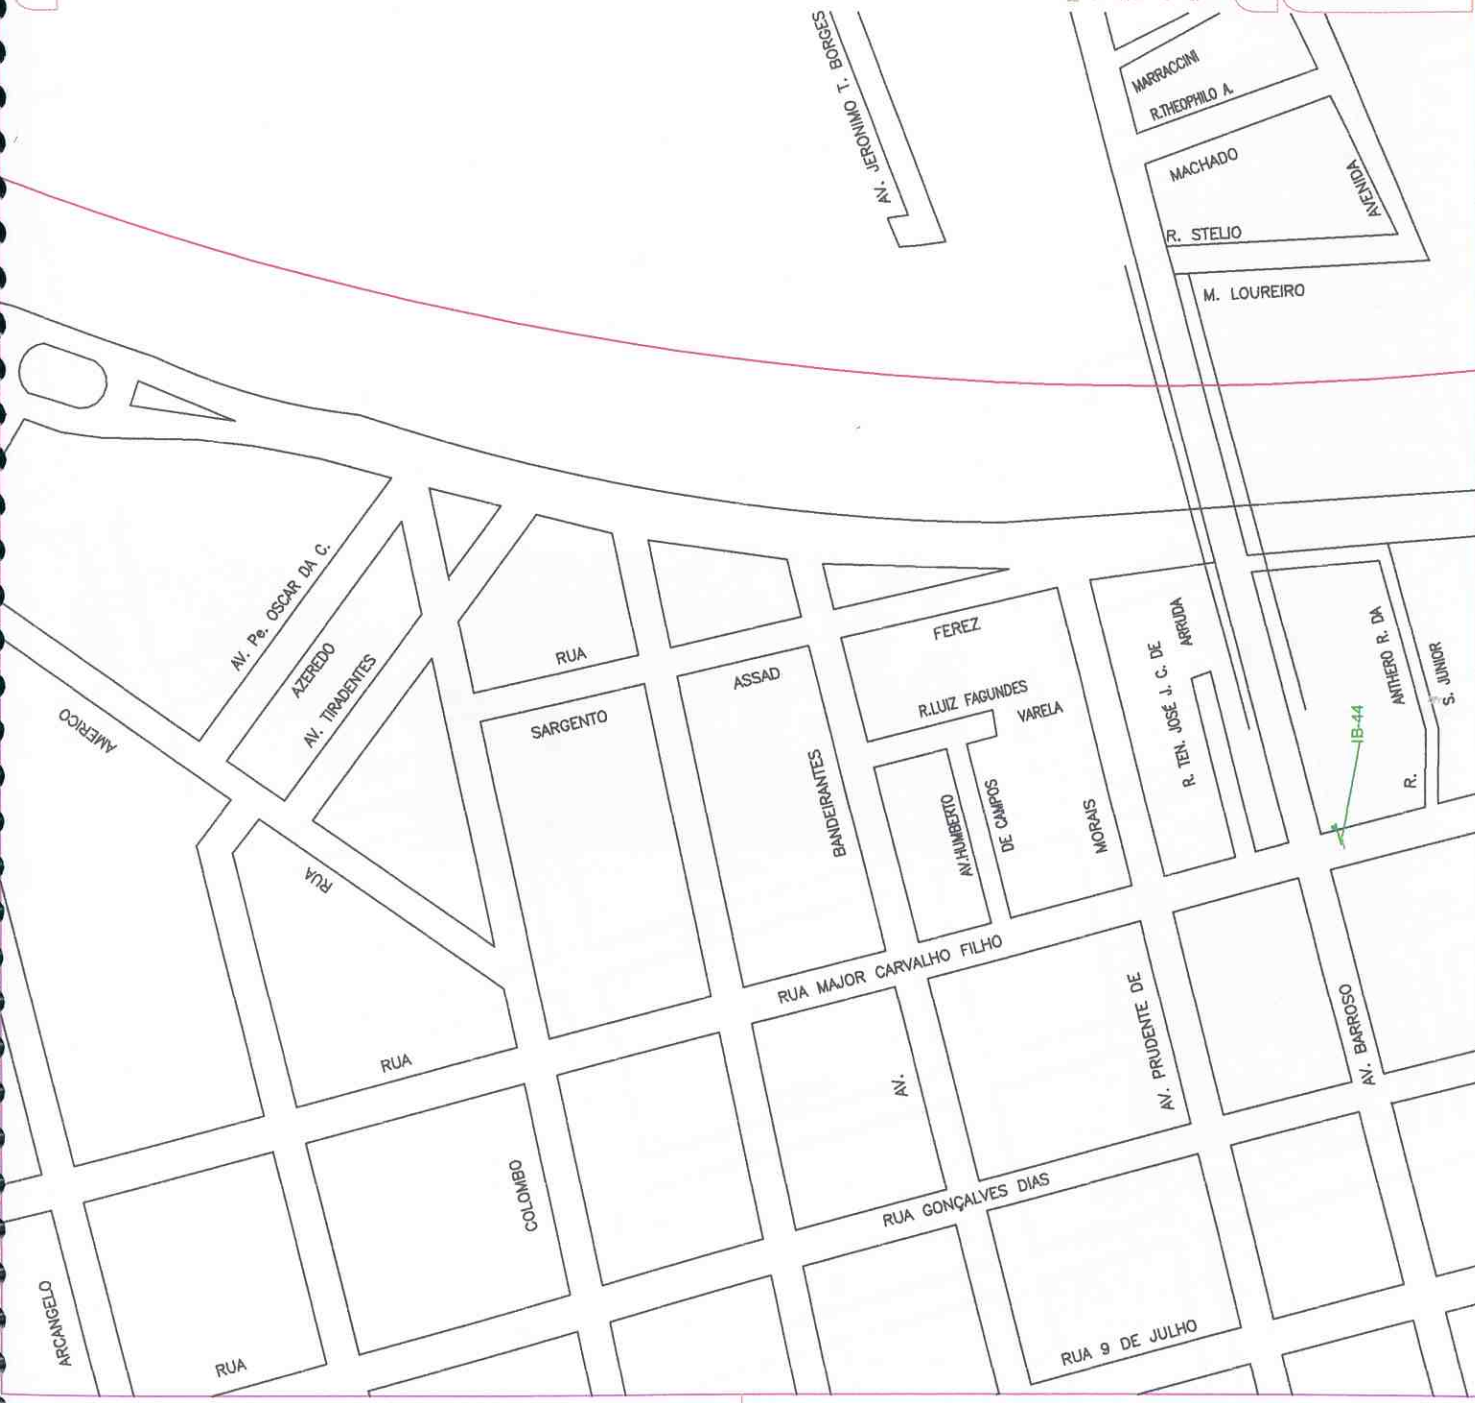 AV. JERONIMO T. BORGES
MARRACCINI
R.THEOPHILO A.
MACHADO
AVENIDA
R. STELIO
M. LOUREIRO
AV. Pe. OSCAR DA C.
AZEREDO
AV. TIRADENTES
AMERICO
RUA
RUA
SARGENTO
ASSAD
FEREZ
R.LUIZ FAGUNDES
VARELA
BANDEIRANTES
AV.HUMBERTO
DE CAMPOS
MORAIS
R. TEN. JOSÉ J. C. DE
ARRUDA
ANTHERO R. DA
S. JUNIOR
R.
IB-44
RUA MAJOR CARVALHO FILHO
RUA
AV.
AV. PRUDENTE DE
AV. BARROSO
COLOMBO
RUA GONÇALVES DIAS
ARCANGELO
RUA
RUA 9 DE JULHO